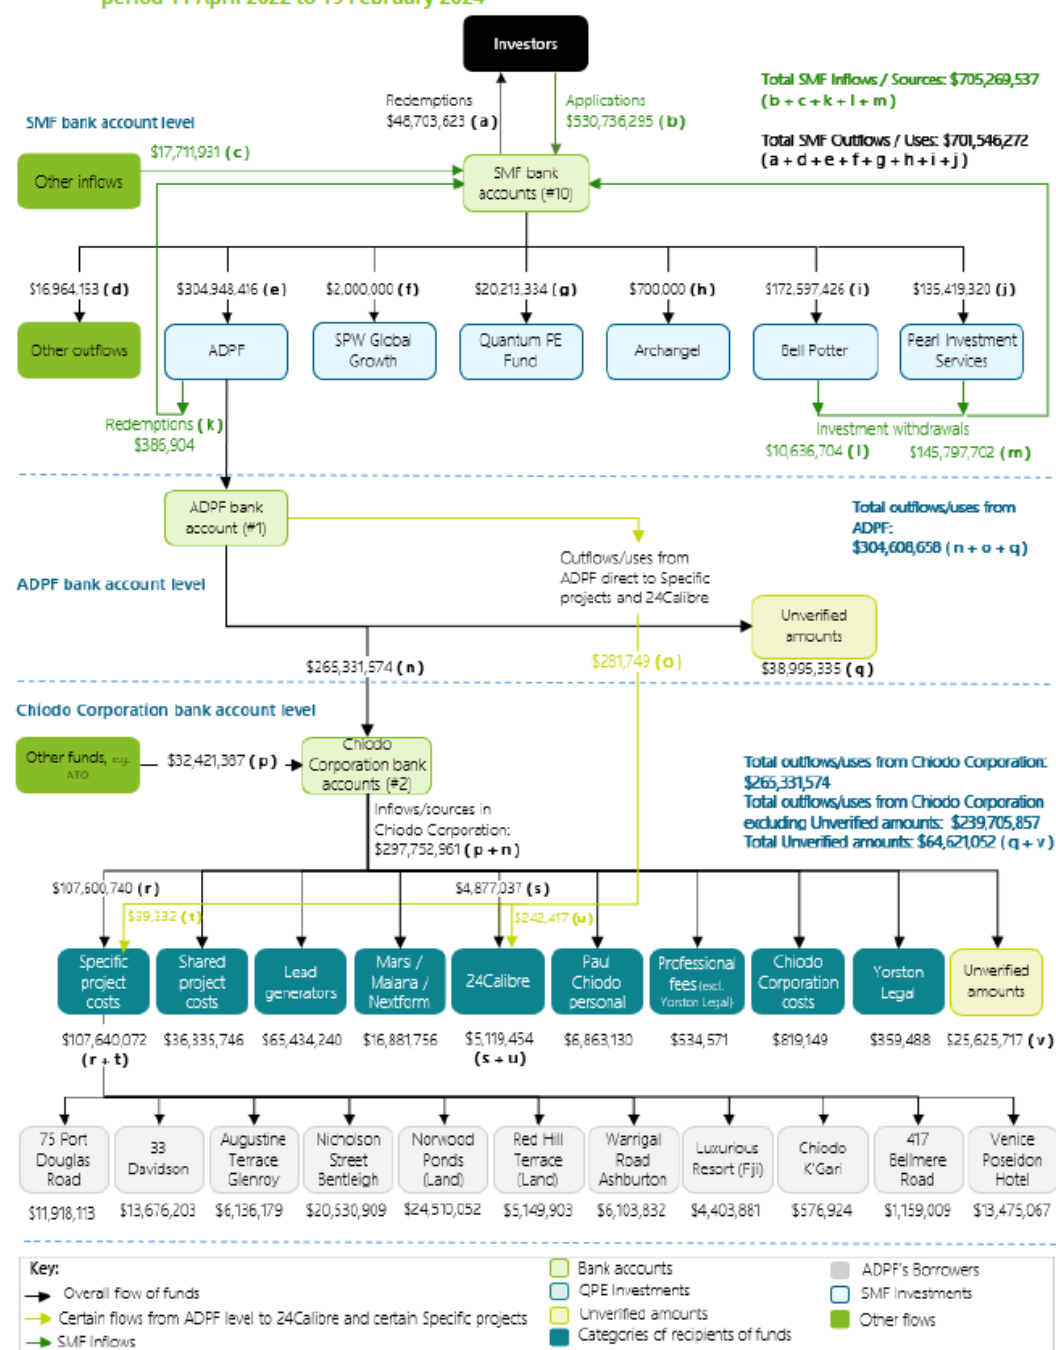 period 11 April 2022 to 19 February 2024
Investors
Redemptions
$48,703,623 (a)
Applications
$530,736,295 (b)
Total SMF Inflows / Sources: $705,269,537
(b + c + k + l + m)
SMF bank account level
Total SMF Outflows / Uses: $701,546,272
(a + d + e + f + g + h + i + j)
$17,711,931 (c)
Other inflows
SMF bank
accounts (#10)
$16,964,153 (d)
$304,948,416 (e)
$2,000,000 (f)
$20,213,334 (g)
$700,000 (h)
$172,597,426 (i)
$135,419,320 (j)
Other outflows
ADPF
SPW Global
Growth
Quantum PE
Fund
Archangel
Bell Potter
Pearl Investment
Services
Redemptions (k)
$386,904
Investment withdrawals
$10,636,704 (l)
$145,797,702 (m)
ADPF bank
account (#1)
Total outflows/uses from
ADPF:
$304,608,658 (n + o + q)
Outflows/uses from
ADPF direct to Specific
projects and 24Calibre
ADPF bank account level
Unverified
amounts
$265,331,574 (n)
$281,749 (o)
$38,995,335 (q)
Chiodo Corporation bank account level
Other funds, e.g.
ATO
$32,421,387 (p)
Chiodo
Corporation bank
accounts (#2)
Total outflows/uses from Chiodo Corporation:
$265,331,574
Total outflows/uses from Chiodo Corporation
excluding Unverified amounts: $239,705,857
Total Unverified amounts: $64,621,052 (q + v)
Inflows/sources in
Chiodo Corporation:
$297,752,961 (p + n)
$107,600,740 (r)
$4,877,037 (s)
$39,332 (t)
$242,417 (u)
Specific
project
costs
Shared
project
costs
Lead
generators
Marsi /
Malana /
Nextform
24Calibre
Paul
Chiodo
personal
Professional
fees (excl.
Yorston Legal)
Chiodo
Corporation
costs
Yorston
Legal
Unverified
amounts
$107,640,072
(r + t)
$36,335,746
$65,434,240
$16,881,756
$5,119,454
(s + u)
$6,863,130
$534,571
$819,149
$359,488
$25,625,717 (v)
75 Port
Douglas
Road
33
Davidson
Augustine
Terrace
Glenroy
Nicholson
Street
Bentleigh
Norwood
Ponds
(Land)
Red Hill
Terrace
(Land)
Warrigal
Road
Ashburton
Luxurious
Resort (Fiji)
Chiodo
K'Gari
417
Bellmere
Road
Venice
Poseidon
Hotel
$11,918,113
$13,676,203
$6,136,179
$20,530,909
$24,510,052
$5,149,903
$6,103,832
$4,403,881
$576,924
$1,159,009
$13,475,067
Key:
Overall flow of funds
Certain flows from ADPF level to 24Calibre and certain Specific projects
SMF Inflows
Bank accounts
QPE Investments
Unverified amounts
Categories of recipients of funds
ADPF's Borrowers
SMF Investments
Other flows